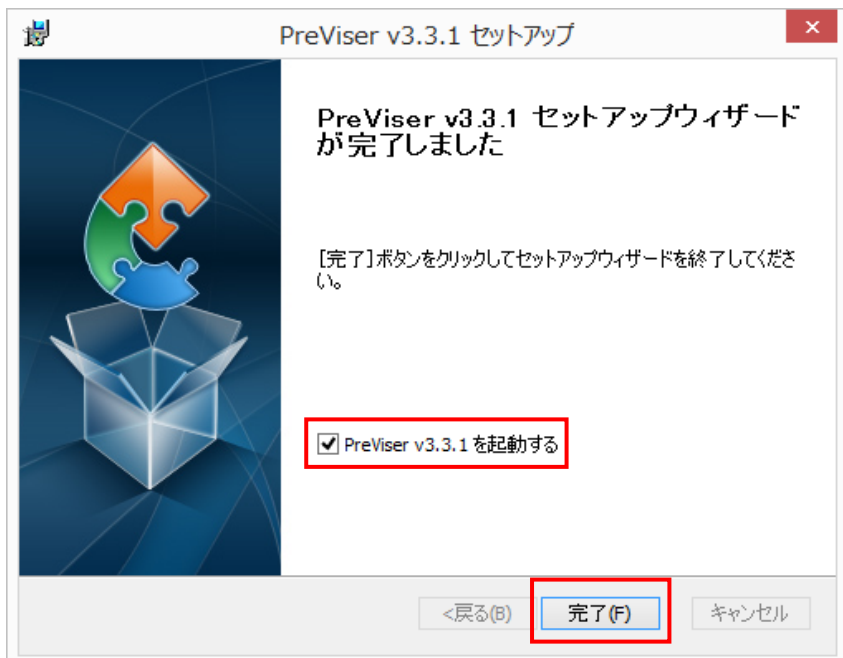 PreViser v3.3.1 セットアップ
PreViser v3.3.1 セットアップウィザード
が完了しました
[完了]ボタンをクリックしてセットアップウィザードを終了してくださ
い。
PreViser v3.3.1 を起動する
<戻る(B) 完了(F) キャンセル